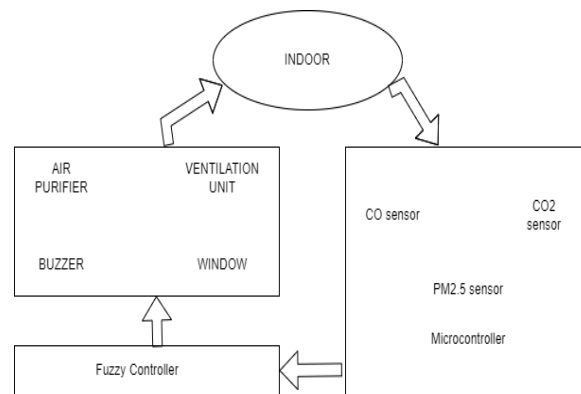 INDOOR
AIR
PURIFIER
VENTILATION
UNIT
BUZZER
WINDOW
CO sensor
CO2
sensor
PM2.5 sensor
Microcontroller
Fuzzy Controller